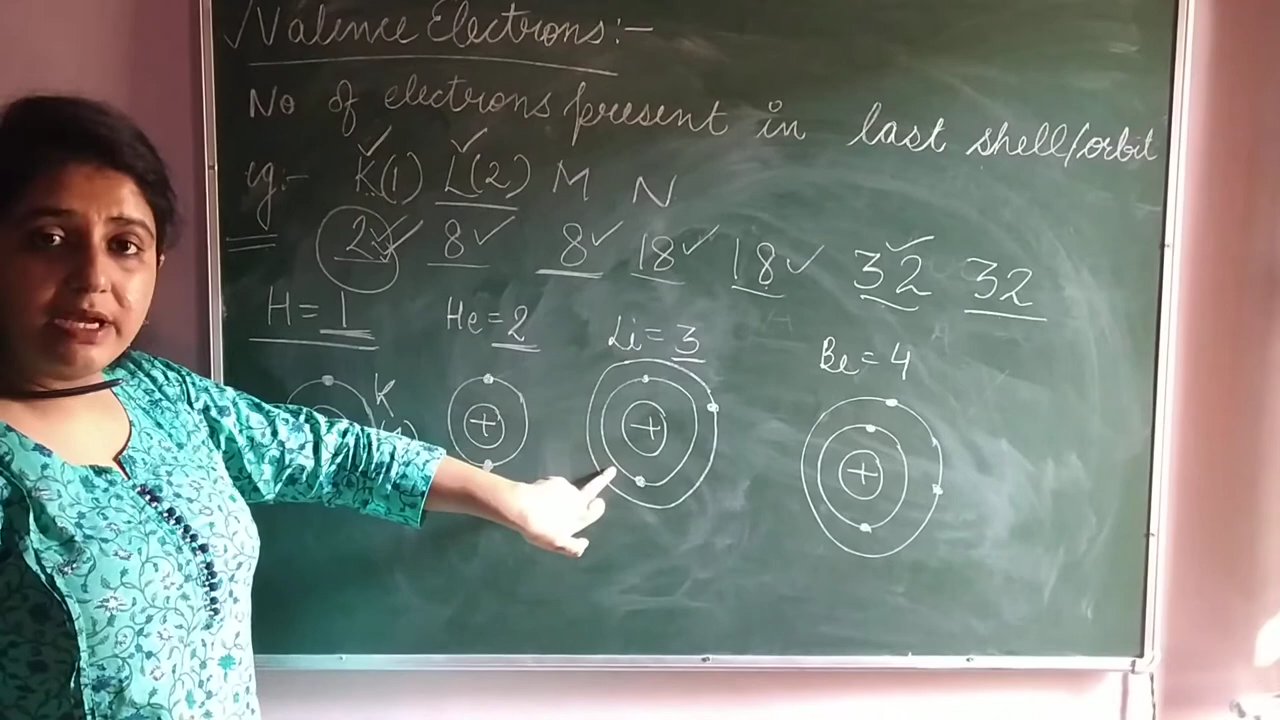 Valence Electrons:-
No of electrons present in last shell/orbit
eg:- K(1) L(2) M N
2 8 8 18 18 32 32
H = 1 He = 2 Li = 3 Be = 4
K
+ + +